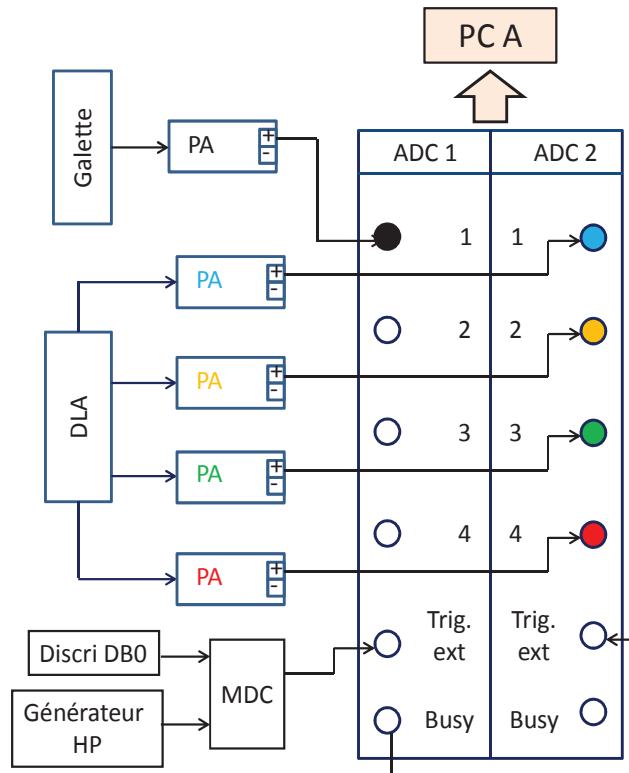 PC A
ADC 1 ADC 2
Galette
PA
+
-
1 1
PA
+
-
2 2
PA
+
-
DLA
3 3
PA
+
-
4 4
PA
+
-
Trig. Trig.
ext ext
Discri DB0
MDC
Générateur
HP
Busy Busy